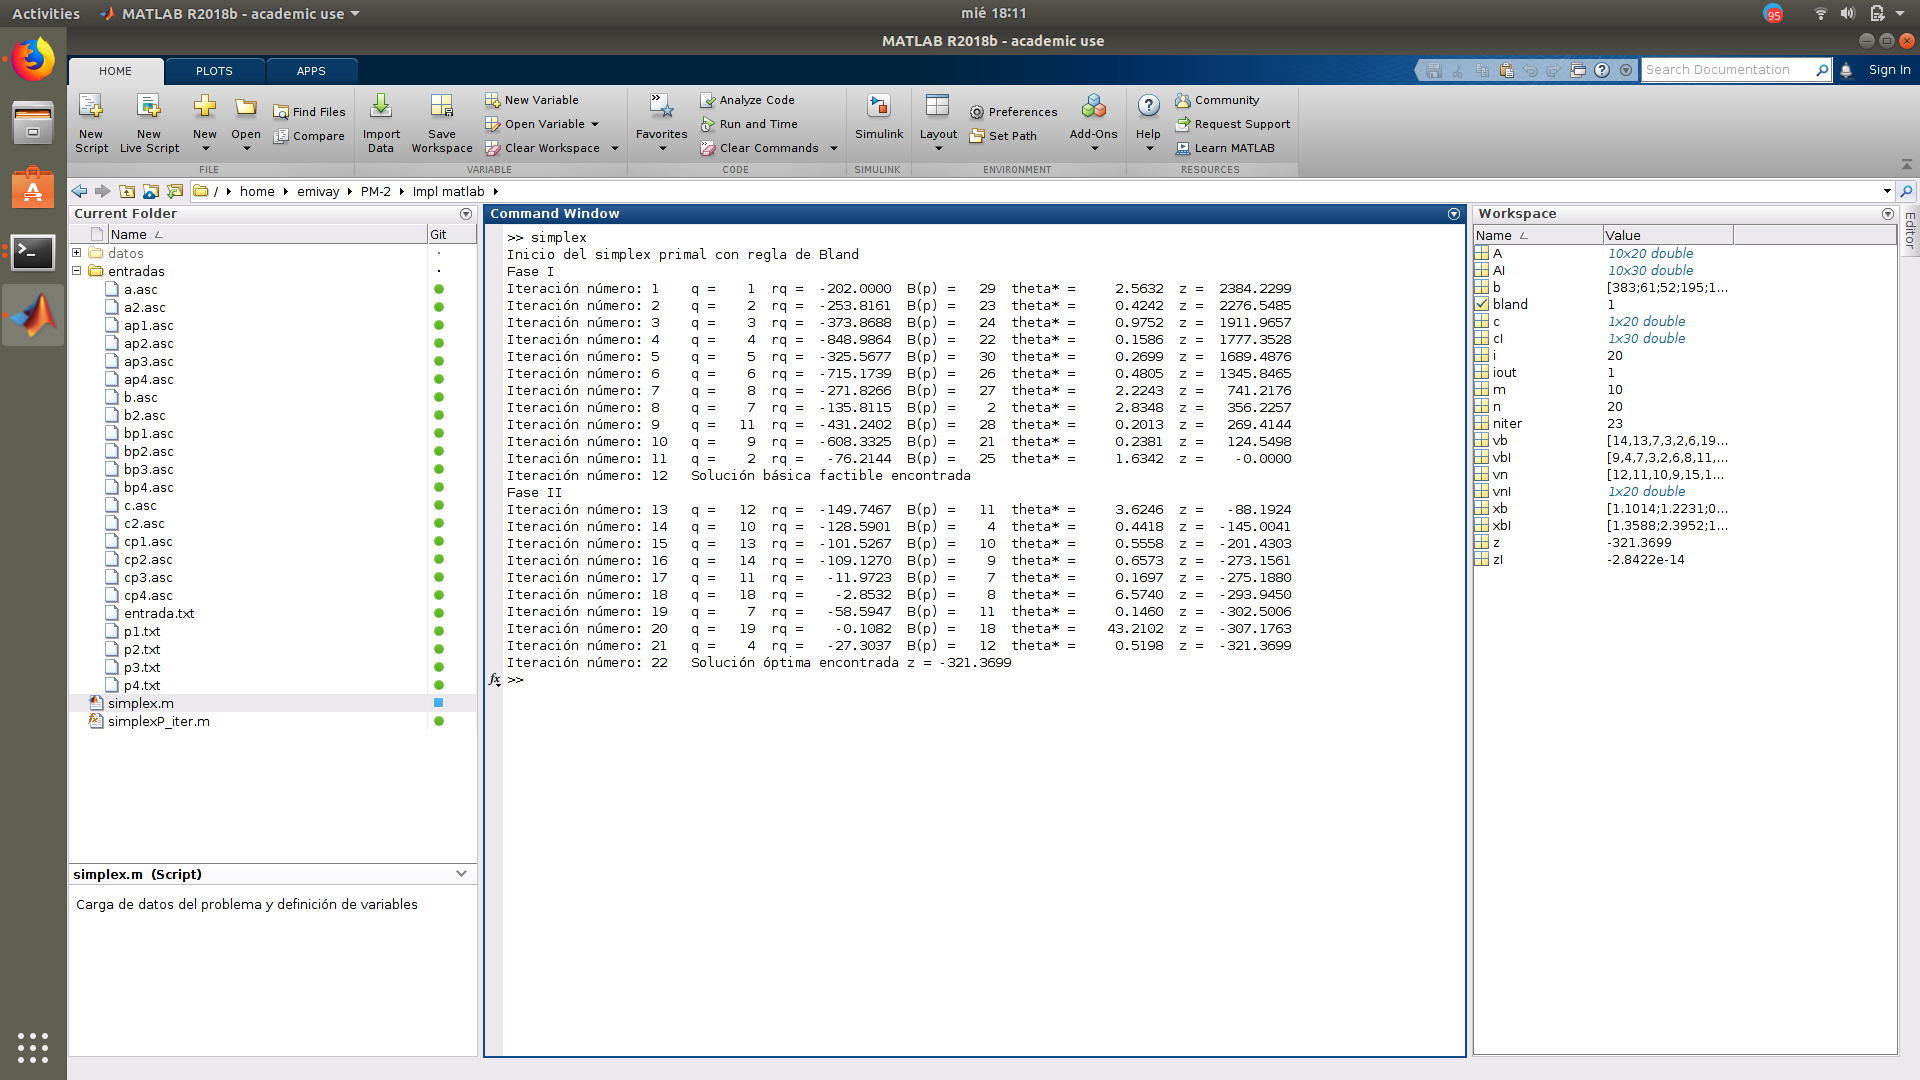 Activities MATLAB R2018b - academic use mié 18:11 95
MATLAB R2018b - academic use
HOME PLOTS APPS Search Documentation Sign In
New Script
New Live Script
New
Open
Find Files
Compare
FILE
Import Data
Save Workspace
New Variable
Open Variable
Clear Workspace
VARIABLE
Favorites
Analyze Code
Run and Time
Clear Commands
CODE
Simulink
SIMULINK
Layout
Preferences
Set Path
Add-Ons
ENVIRONMENT
Help
Community
Request Support
Learn MATLAB
RESOURCES
/ home emivay PM-2 Impl matlab
Current Folder
Name Git
datos
entradas
a.asc
a2.asc
ap1.asc
ap2.asc
ap3.asc
ap4.asc
b.asc
b2.asc
bp1.asc
bp2.asc
bp3.asc
bp4.asc
c.asc
c2.asc
cp1.asc
cp2.asc
cp3.asc
cp4.asc
entrada.txt
p1.txt
p2.txt
p3.txt
p4.txt
simplex.m
simplexP_iter.m
simplex.m (Script)
Carga de datos del problema y definición de variables
Command Window
>> simplex
Inicio del simplex primal con regla de Bland
Fase I
Iteración número: 1 q = 1 rq = -202.0000 B(p) = 29 theta* = 2.5632 z = 2384.2299
Iteración número: 2 q = 2 rq = -253.8161 B(p) = 23 theta* = 0.4242 z = 2276.5485
Iteración número: 3 q = 3 rq = -373.8688 B(p) = 24 theta* = 0.9752 z = 1911.9657
Iteración número: 4 q = 4 rq = -848.9864 B(p) = 22 theta* = 0.1586 z = 1777.3528
Iteración número: 5 q = 5 rq = -325.5677 B(p) = 30 theta* = 0.2699 z = 1689.4876
Iteración número: 6 q = 6 rq = -715.1739 B(p) = 26 theta* = 0.4805 z = 1345.8465
Iteración número: 7 q = 8 rq = -271.8266 B(p) = 27 theta* = 2.2243 z = 741.2176
Iteración número: 8 q = 7 rq = -135.8115 B(p) = 2 theta* = 2.8348 z = 356.2257
Iteración número: 9 q = 11 rq = -431.2402 B(p) = 28 theta* = 0.2013 z = 269.4144
Iteración número: 10 q = 9 rq = -608.3325 B(p) = 21 theta* = 0.2381 z = 124.5498
Iteración número: 11 q = 2 rq = -76.2144 B(p) = 25 theta* = 1.6342 z = -0.0000
Iteración número: 12 Solución básica factible encontrada
Fase II
Iteración número: 13 q = 12 rq = -149.7467 B(p) = 11 theta* = 3.6246 z = -88.1924
Iteración número: 14 q = 10 rq = -128.5901 B(p) = 4 theta* = 0.4418 z = -145.0041
Iteración número: 15 q = 13 rq = -101.5267 B(p) = 10 theta* = 0.5558 z = -201.4303
Iteración número: 16 q = 14 rq = -109.1270 B(p) = 9 theta* = 0.6573 z = -273.1561
Iteración número: 17 q = 11 rq = -11.9723 B(p) = 7 theta* = 0.1697 z = -275.1880
Iteración número: 18 q = 18 rq = -2.8532 B(p) = 8 theta* = 6.5740 z = -293.9450
Iteración número: 19 q = 7 rq = -58.5947 B(p) = 11 theta* = 0.1460 z = -302.5006
Iteración número: 20 q = 19 rq = -0.1082 B(p) = 18 theta* = 43.2102 z = -307.1763
Iteración número: 21 q = 4 rq = -27.3037 B(p) = 12 theta* = 0.5198 z = -321.3699
Iteración número: 22 Solución óptima encontrada z = -321.3699
fx >>
Workspace
Name Value
A 10x20 double
AI 10x30 double
b [383;61;52;195;1...
bland 1
c 1x20 double
cI 1x30 double
i 20
iout 1
m 10
n 20
niter 23
vb [14,13,7,3,2,6,19...
vbI [9,4,7,3,2,6,8,11,...
vn [12,11,10,9,15,1...
vnI 1x20 double
xb [1.1014;1.2231;0...
xbI [1.3588;2.3952;1...
z -321.3699
zI -2.8422e-14
Editor